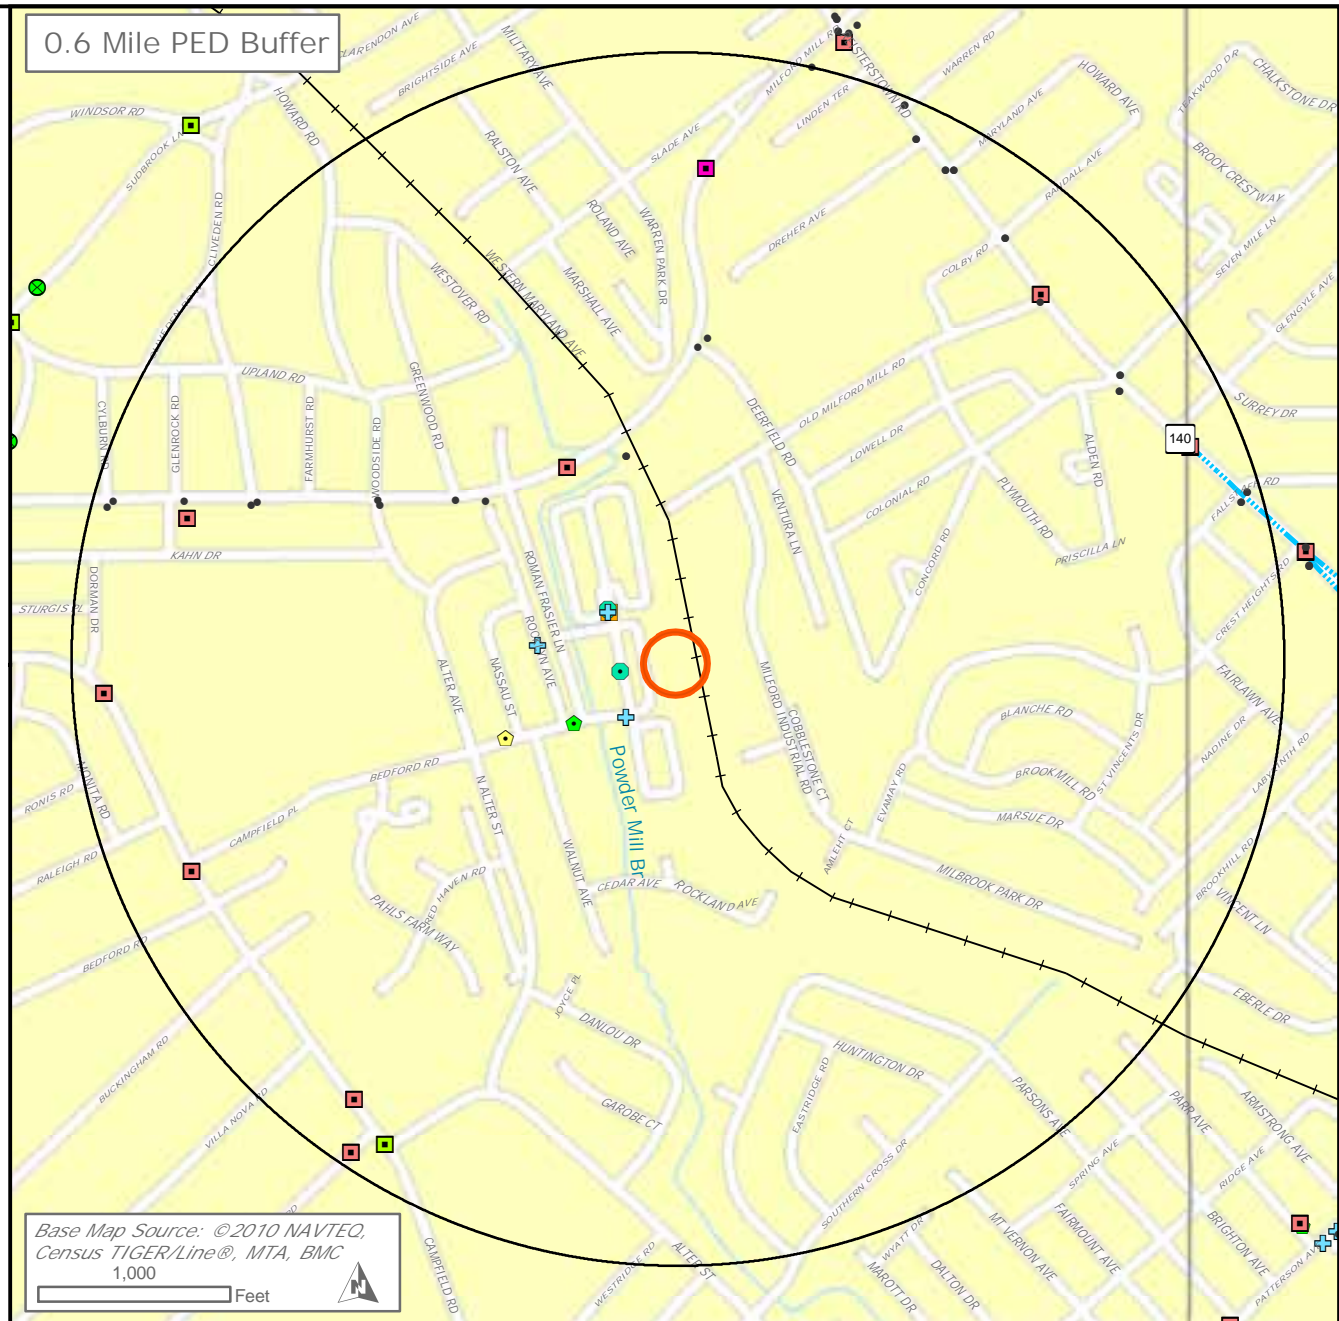 0.6 Mile PED Buffer
CLARENDON AVE
BRIGHTSIDE AVE
MILITARY AVE
MILFORD MILL RD
WARREN RD
HOWARD AVE
TEAKWOOD DR
CHALKSTONE DR
WINDSOR RD
HOWARD RD
LINDEN TER
MARYLAND AVE
SUDBROOK LN
RALSTON AVE
SLADE AVE
RANDALL AVE
BROOK CRESTWAY
CLIVEDEN RD
ROLAND AVE
WARREN PARK DR
DREHER AVE
SEVEN MILE LN
WESTOVER RD
WESTERN MARYLAND AVE
MARSHALL AVE
COLBY RD
GLENGYLE AVE
UPLAND RD
GREENWOOD RD
DEERFIELD RD
OLD MILFORD MILL RD
SURREY DR
CYLBURN RD
GLENROCK RD
FARMHURST RD
WOODSIDE RD
LOWELL DR
ALDEN RD
140
COLONIAL RD
PLYMOUTH RD
VENTURA LN
KAHN DR
PRISCILLA LN
DORMAN DR
ROMAN FRASIER LN
CONCORD RD
STURGIS PL
CREST HEIGHTS RD
ALTER AVE
NASSAU ST
MILFORD INDUSTRIAL RD
COBBLESTONE CT
FAIRLAWN AVE
BLANCHE RD
ST. VINCENTS DR
NADINE DR
LABYRINTH RD
BEDFORD RD
Powder Mill Br
BROOKMILL RD
MONITA RD
RONIS RD
N ALTER ST
EVAMAY RD
MARSUE DR
CAMPFIELD PL
AMLEHT CT
RALEIGH RD
WALNUT AVE
CEDAR AVE
ROCKLAND AVE
MILBROOK PARK DR
BROOKHILL RD
VINCENT LN
RED HAVEN RD
PAHLS FARM WAY
BEDFORD RD
JOYCE PL
EBERLE DR
DANLOU DR
BUCKINGHAM RD
HUNTINGTON DR
PARSONS AVE
EASTRIDGE RD
VILLA NOVA RD
GAROBE CT
PARR AVE
ARMSTRONG AVE
SOUTHERN CROSS DR
SPRING AVE
RIDGE AVE
WYATT DR
MT VERNON AVE
FAIRMOUNT AVE
BRIGHTON AVE
PATTERSON AVE
WESTRIDGE RD
ALTER ST
MAROTT DR
DALTON DR
CAMPFIELD RD
Base Map Source: ©2010 NAVTEQ,
Census TIGER/Line®, MTA, BMC
1,000
Feet
N